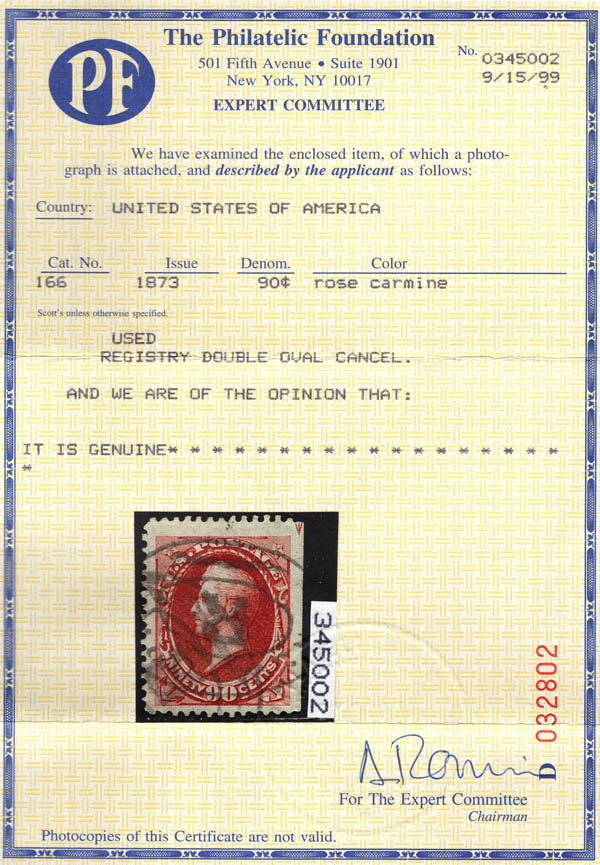 PF
The Philatelic Foundation
501 Fifth Avenue • Suite 1901
New York, NY 10017
EXPERT COMMITTEE
No. 0345002
9/15/99
We have examined the enclosed item, of which a photo-
graph is attached, and described by the applicant as follows:
Country: UNITED STATES OF AMERICA
Cat. No. Issue Denom. Color
166 1873 90¢ rose carmine
Scott's unless otherwise specified.
USED
REGISTRY DOUBLE OVAL CANCEL.
AND WE ARE OF THE OPINION THAT:
IT IS GENUINE* * * * * * * * * * * * * * * * * *
*
U.S. POSTAGE
NINETY 90 CENTS
345002
D 032802
For The Expert Committee
Chairman
Photocopies of this Certificate are not valid.